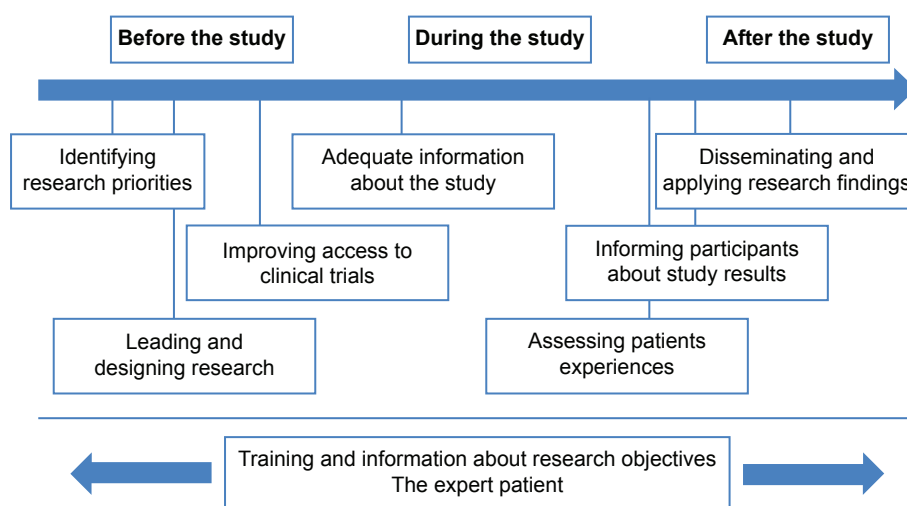 Before the study
During the study
After the study
Identifying
research priorities
Adequate information
about the study
Disseminating and
applying research findings
Improving access to
clinical trials
Informing participants
about study results
Leading and
designing research
Assessing patients
experiences
Training and information about research objectives
The expert patient